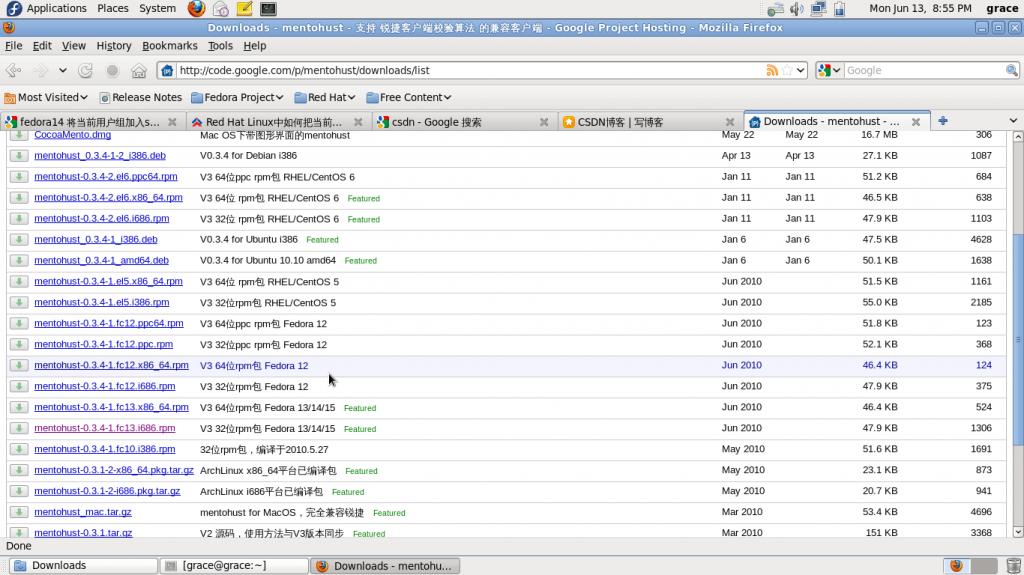 Applications Places System Mon Jun 13, 8:55 PM grace
Downloads - mentohust - 支持 锐捷客户端校验算法 的兼容客户端 - Google Project Hosting - Mozilla Firefox
File Edit View History Bookmarks Tools Help
http://code.google.com/p/mentohust/downloads/list Google
Most Visited Release Notes Fedora Project Red Hat Free Content
fedora14 将当前用户组加入s... Red Hat Linux中如何把当前... csdn - Google 搜索 CSDN博客 | 写博客 Downloads - mentohust - ...
CocoaMento.dmg Mac OS下带图形界面的mentohust May 22 May 22 16.7 MB 306
mentohust_0.3.4-1-2_i386.deb V0.3.4 for Debian i386 Apr 13 Apr 13 27.1 KB 1087
mentohust-0.3.4-2.el6.ppc64.rpm V3 64位ppc rpm包 RHEL/CentOS 6 Jan 11 Jan 11 51.2 KB 684
mentohust-0.3.4-2.el6.x86_64.rpm V3 64位 rpm包 RHEL/CentOS 6 Featured Jan 11 Jan 11 46.5 KB 638
mentohust-0.3.4-2.el6.i686.rpm V3 32位 rpm包 RHEL/CentOS 6 Featured Jan 11 Jan 11 47.9 KB 1103
mentohust_0.3.4-1_i386.deb V0.3.4 for Ubuntu i386 Featured Jan 6 Jan 6 47.5 KB 4628
mentohust_0.3.4-1_amd64.deb V0.3.4 for Ubuntu 10.10 amd64 Featured Jan 6 Jan 6 50.1 KB 1638
mentohust-0.3.4-1.el5.x86_64.rpm V3 64位 rpm包 RHEL/CentOS 5 Jun 2010 51.5 KB 1161
mentohust-0.3.4-1.el5.i386.rpm V3 32位rpm包 RHEL/CentOS 5 Jun 2010 55.0 KB 2185
mentohust-0.3.4-1.fc12.ppc64.rpm V3 64位ppc rpm包 Fedora 12 Jun 2010 51.8 KB 123
mentohust-0.3.4-1.fc12.ppc.rpm V3 32位ppc rpm包 Fedora 12 Jun 2010 52.1 KB 368
mentohust-0.3.4-1.fc12.x86_64.rpm V3 64位rpm包 Fedora 12 Jun 2010 46.4 KB 124
mentohust-0.3.4-1.fc12.i686.rpm V3 32位rpm包 Fedora 12 Jun 2010 47.9 KB 375
mentohust-0.3.4-1.fc13.x86_64.rpm V3 64位rpm包 Fedora 13/14/15 Featured Jun 2010 46.4 KB 524
mentohust-0.3.4-1.fc13.i686.rpm V3 32位rpm包 Fedora 13/14/15 Featured Jun 2010 47.9 KB 1306
mentohust-0.3.4-1.fc10.i386.rpm 32位rpm包，编译于2010.5.27 May 2010 51.6 KB 1691
mentohust-0.3.1-2-x86_64.pkg.tar.gz ArchLinux x86_64平台已编译包 Featured May 2010 23.1 KB 873
mentohust-0.3.1-2-i686.pkg.tar.gz ArchLinux i686平台已编译包 Featured May 2010 20.7 KB 941
mentohust_mac.tar.gz mentohust for MacOS，完全兼容锐捷 Featured Mar 2010 53.4 KB 4696
mentohust-0.3.1.tar.gz V2 源码，使用方法与V3版本同步 Featured Mar 2010 151 KB 3368
Done
Downloads [grace@grace:~] Downloads - mentohu...